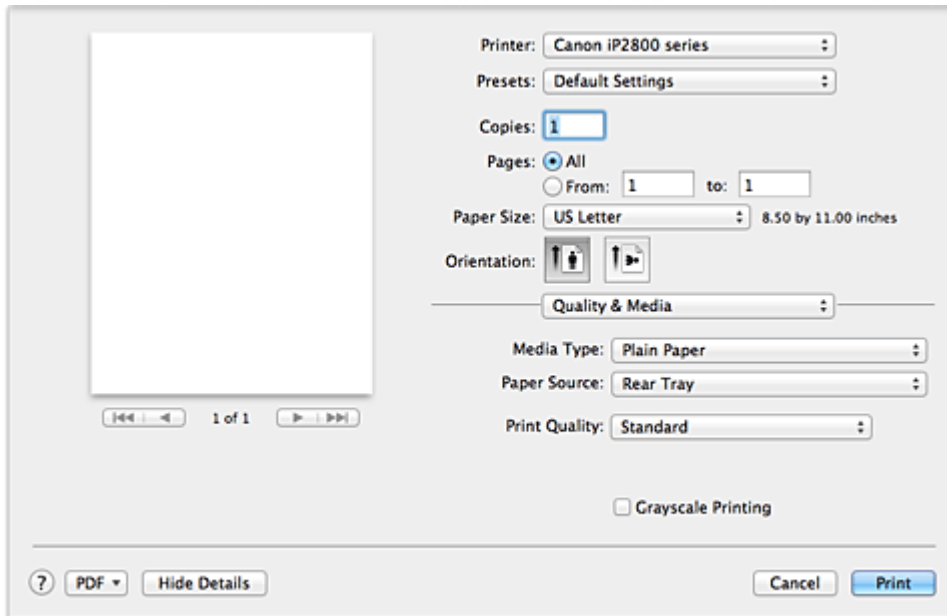 Printer: Canon iP2800 series
Presets: Default Settings
Copies: 1
Pages: All
From: 1 to: 1
Paper Size: US Letter 8.50 by 11.00 inches
Orientation:
Quality & Media
Media Type: Plain Paper
Paper Source: Rear Tray
1 of 1
Print Quality: Standard
Grayscale Printing
? PDF Hide Details Cancel Print